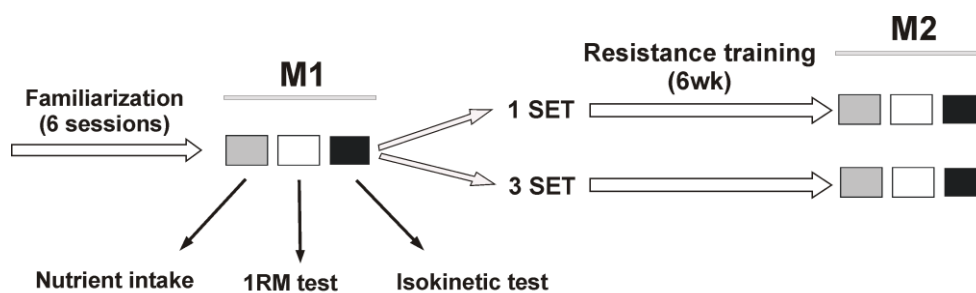 M2
Resistance training
(6wk)
M1
Familiarization
(6 sessions)
1 SET
3 SET
Nutrient intake
1RM test
Isokinetic test